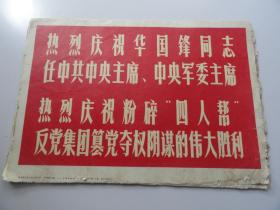 热烈庆祝华国锋同志
任中共中央主席、中央军委主席
热烈庆祝粉碎“四人帮”
反党集团篡党夺权阴谋的伟大胜利